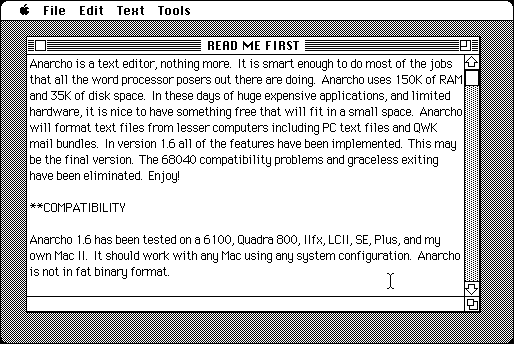 File Edit Text Tools
READ ME FIRST
Anarcho is a text editor, nothing more. It is smart enough to do most of the jobs
that all the word processor posers out there are doing. Anarcho uses 150K of RAM
and 35K of disk space. In these days of huge expensive applications, and limited
hardware, it is nice to have something free that will fit in a small space. Anarcho
will format text files from lesser computers including PC text files and QWK
mail bundles. In version 1.6 all of the features have been implemented. This may
be the final version. The 68040 compatibility problems and graceless exiting
have been eliminated. Enjoy!
**COMPATIBILITY
Anarcho 1.6 has been tested on a 6100, Quadra 800, IIfx, LCII, SE, Plus, and my
own Mac II. It should work with any Mac using any system configuration. Anarcho
is not in fat binary format.